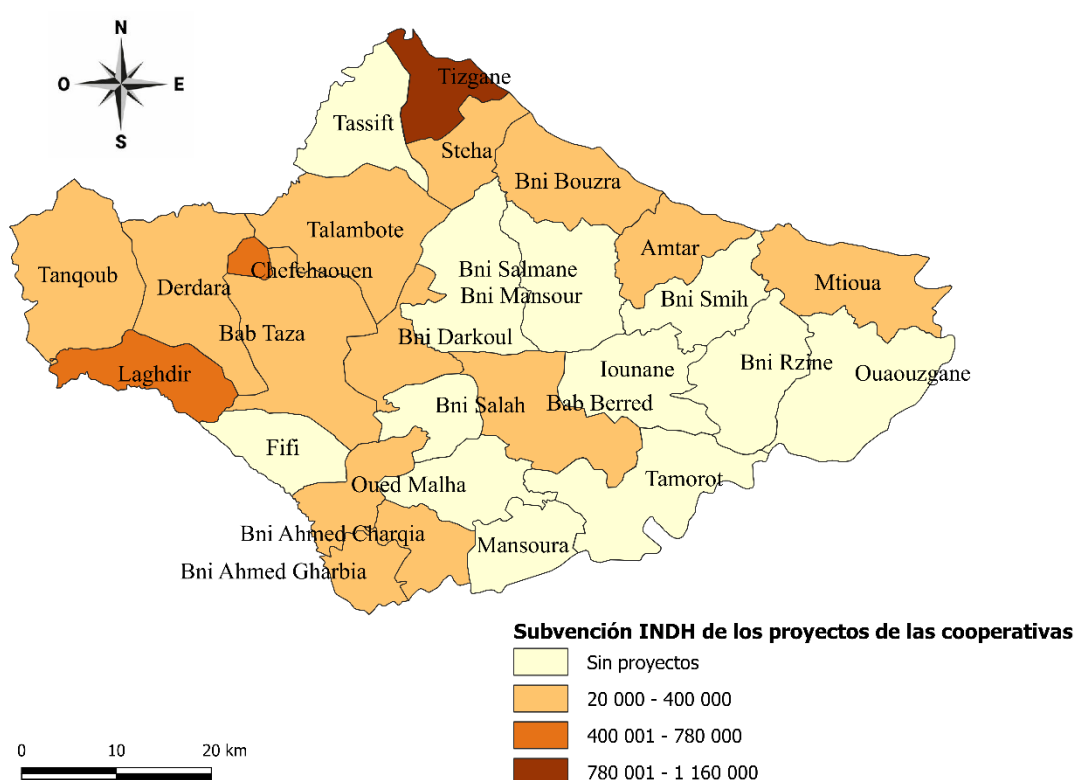 N
O E
S
Tizgane
Tassift
Stcha
Bni Bouzra
Talambote
Amtar
Tanqoub
Derdara
Chefchaouen
Bni Salmane
Bni Mansour
Bni Smih
Mtioua
Bab Taza
Bni Darkoul
Laghdir
Iounane
Bni Rzine
Ouaouzgane
Bni Salah
Bab Berred
Fifi
Oued Malha
Tamorot
Bni Ahmed Charqia
Mansoura
Bni Ahmed Gharbia
Subvención INDH de los proyectos de las cooperativas
Sin proyectos
20 000 - 400 000
400 001 - 780 000
780 001 - 1 160 000
0 10 20 km